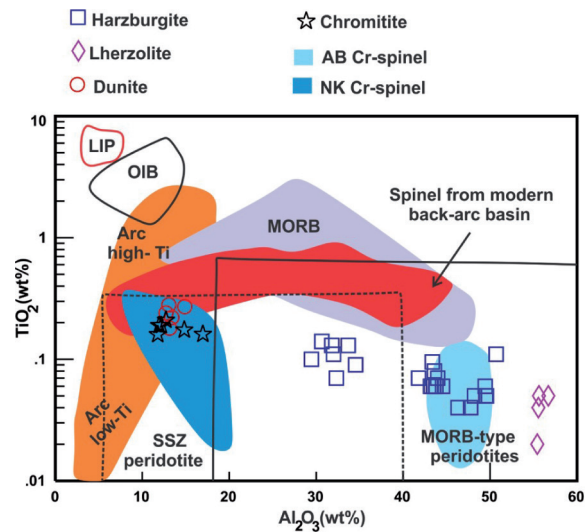 Harzburgite
Chromitite
Lherzolite
AB Cr-spinel
Dunite
NK Cr-spinel
10
LIP
OIB
Spinel from modern
back-arc basin
Arc
high- Ti
MORB
1
TiO2(wt%)
.1
Arc
low-Ti
SSZ
peridotite
MORB-type
peridotites
.01
0
10
20
30
40
50
60
Al2O3(wt%)